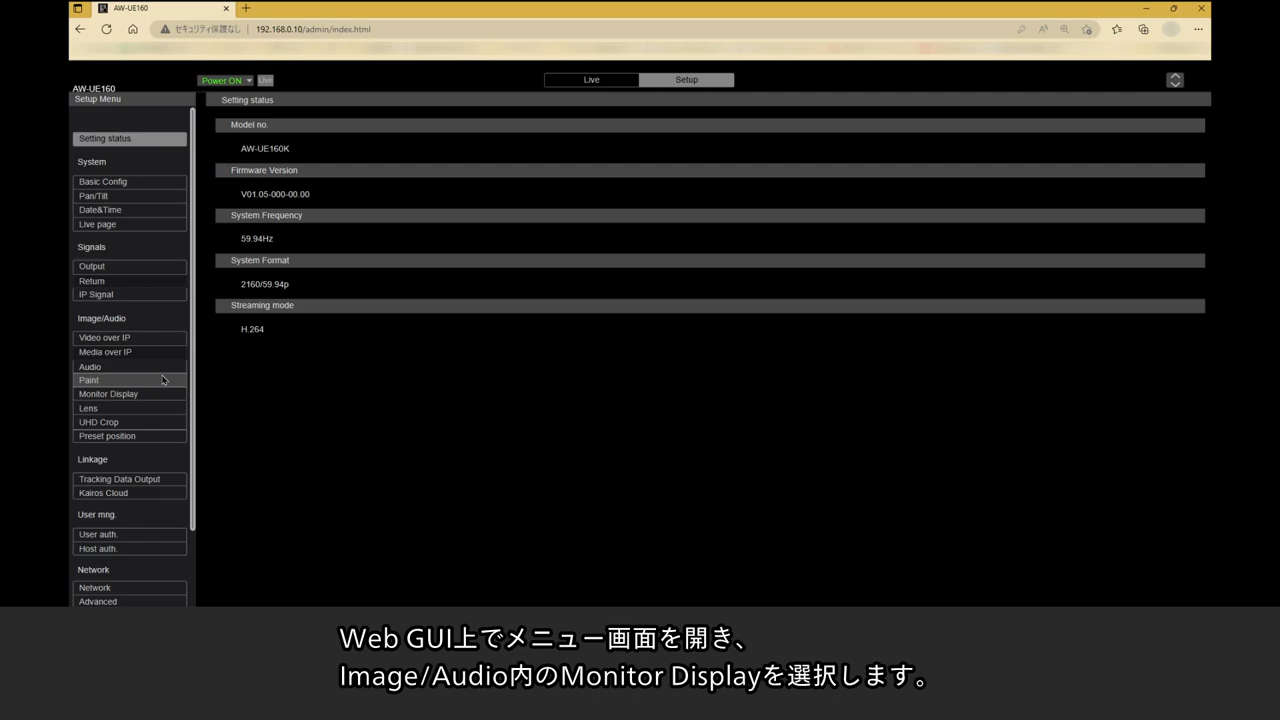 AW-UE160
セキュリティ保護なし
192.168.0.10/admin/index.html
AW-UE160
Power ON
Live
Live
Setup
Setup Menu
Setting status
System
Basic Config
Pan/Tilt
Date&Time
Live page
Signals
Output
Return
IP Signal
Image/Audio
Video over IP
Media over IP
Audio
Paint
Monitor Display
Lens
UHD Crop
Preset position
Linkage
Tracking Data Output
Kairos Cloud
User mng.
User auth.
Host auth.
Network
Network
Advanced
Setting status
Model no.
AW-UE160K
Firmware Version
V01.05-000-00.00
System Frequency
59.94Hz
System Format
2160/59.94p
Streaming mode
H.264
Web GUI上でメニュー画面を開き、
Image/Audio内のMonitor Displayを選択します。